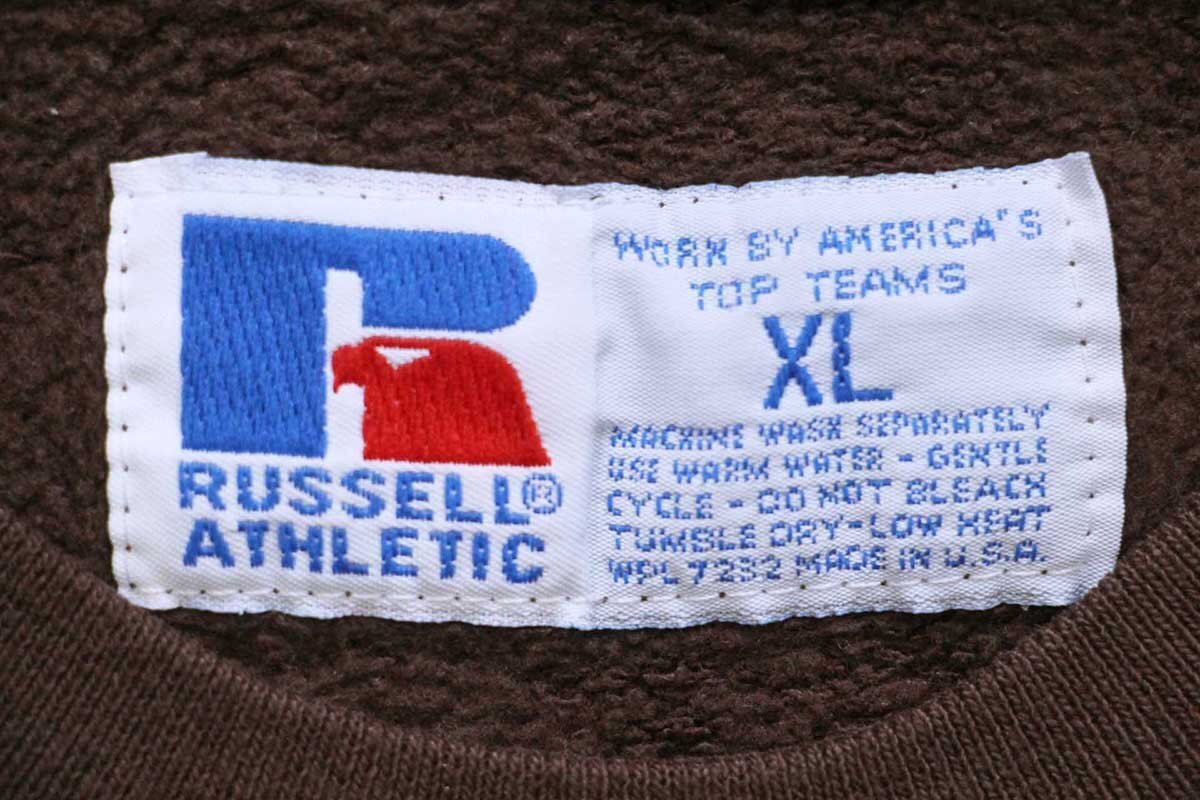 RUSSELL®
ATHLETIC
WORN BY AMERICA'S
TOP TEAMS
XL
MACHINE WASH SEPARATELY
USE WARM WATER - GENTLE
CYCLE - DO NOT BLEACH
TUMBLE DRY-LOW HEAT
WPL 7282 MADE IN U.S.A.